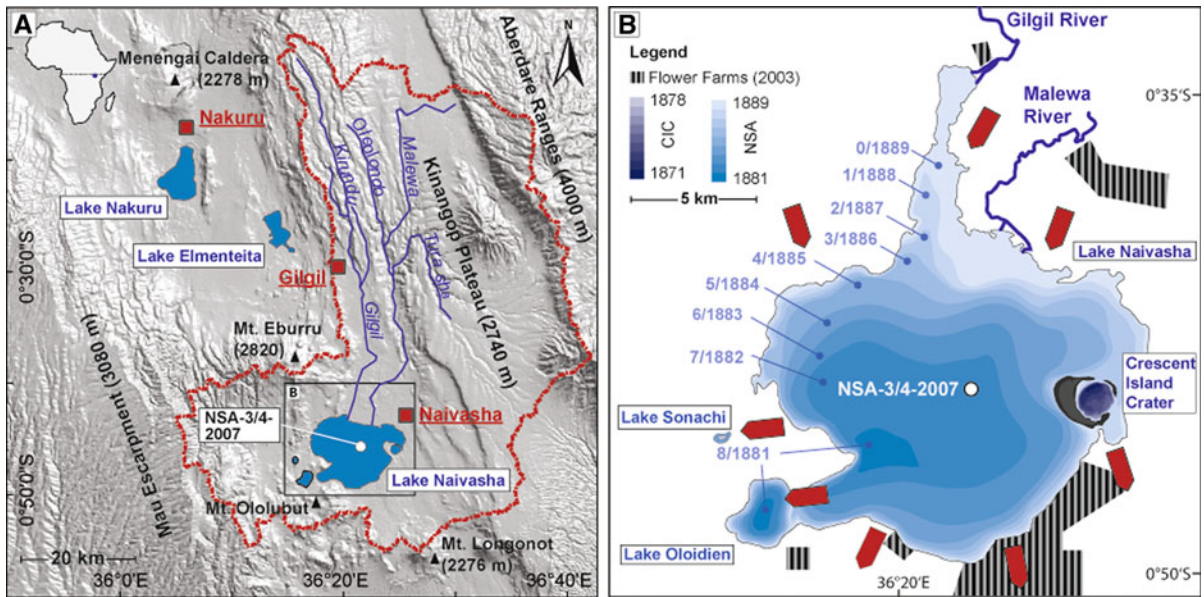 A
N
Menengai Caldera
(2278 m)
Aberdare Ranges (4000 m)
Nakuru
Lake Nakuru
Lake Elmenteita
Kinangop Plateau (2740 m)
Oleolondo
Malewa
Kirundu
Gilgil
Gilgil
Mt. Eburru
(2820)
Mau Escarpment (3080 m)
B
NSA-3/4-
2007
Naivasha
Lake Naivasha
Mt. Ololubut
Mt. Longonot
(2276 m)
20 km
0°30'0"S
0°50'0"S
36°0'E
36°20'E
36°40'E
B
Legend
Flower Farms (2003)
1878
CIC
1871
1889
NSA
1881
5 km
Gilgil River
Malewa
River
0°35'S
0/1889
1/1888
2/1887
3/1886
4/1885
5/1884
6/1883
7/1882
8/1881
Lake Naivasha
NSA-3/4-2007
Crescent
Island
Crater
Lake Sonachi
Lake Oloidien
36°20'E
0°50'S